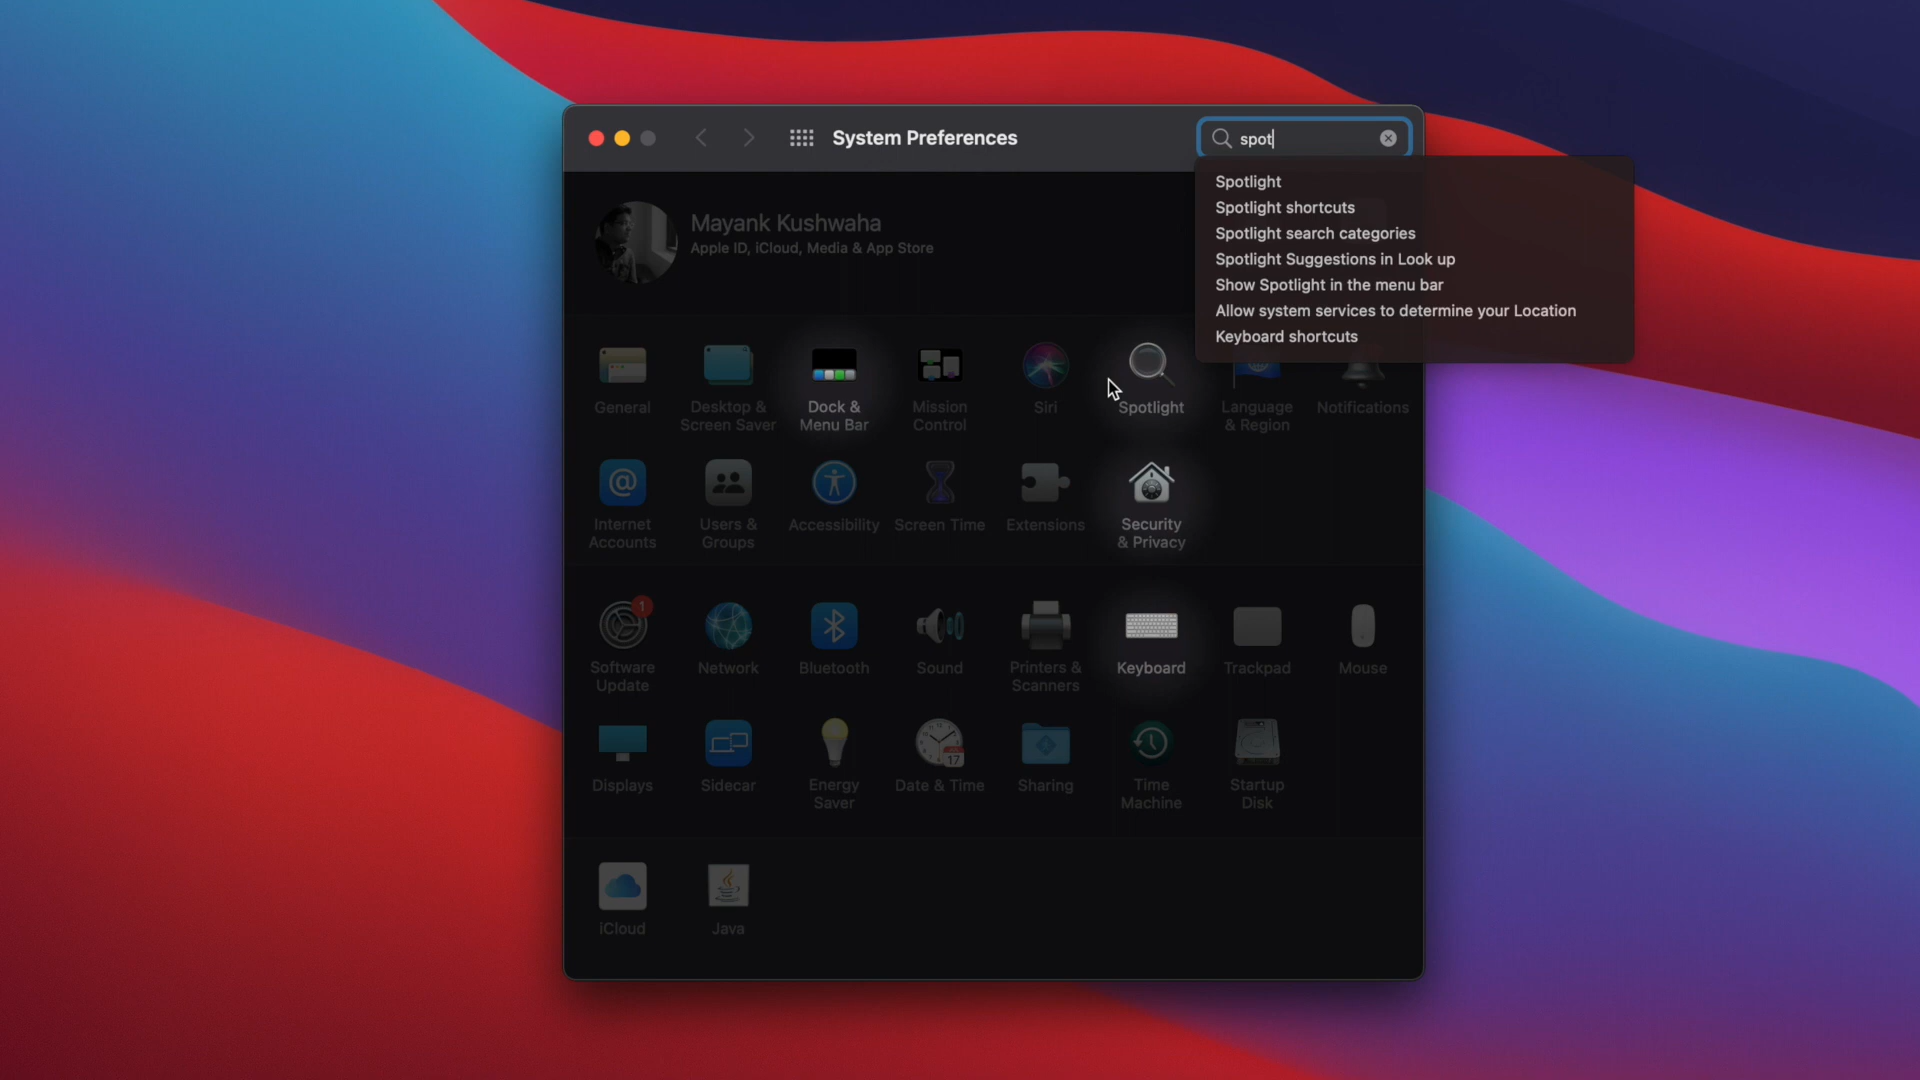 System Preferences
spot
Spotlight
Spotlight shortcuts
Spotlight search categories
Spotlight Suggestions in Look up
Show Spotlight in the menu bar
Allow system services to determine your Location
Keyboard shortcuts
Mayank Kushwaha
Apple ID, iCloud, Media & App Store
General
Desktop &
Screen Saver
Dock &
Menu Bar
Mission
Control
Siri
Spotlight
Language
& Region
Notifications
Internet
Accounts
Users &
Groups
Accessibility
Screen Time
Extensions
Security
& Privacy
1
Software
Update
Network
Bluetooth
Sound
Printers &
Scanners
Keyboard
Trackpad
Mouse
Displays
Sidecar
Energy
Saver
17
Date & Time
Sharing
Time
Machine
Startup
Disk
iCloud
Java